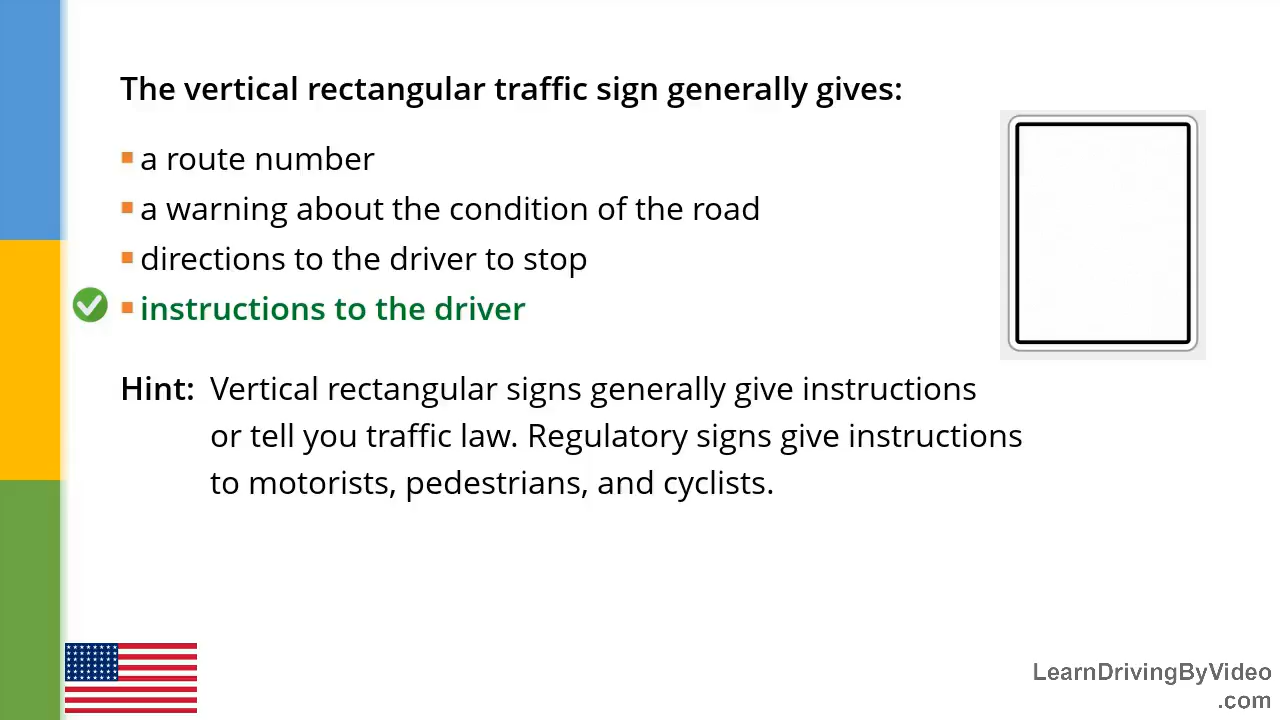 The vertical rectangular traffic sign generally gives:
a route number
a warning about the condition of the road
directions to the driver to stop
instructions to the driver
Hint: Vertical rectangular signs generally give instructions
or tell you traffic law. Regulatory signs give instructions
to motorists, pedestrians, and cyclists.
LearnDrivingByVideo
.com